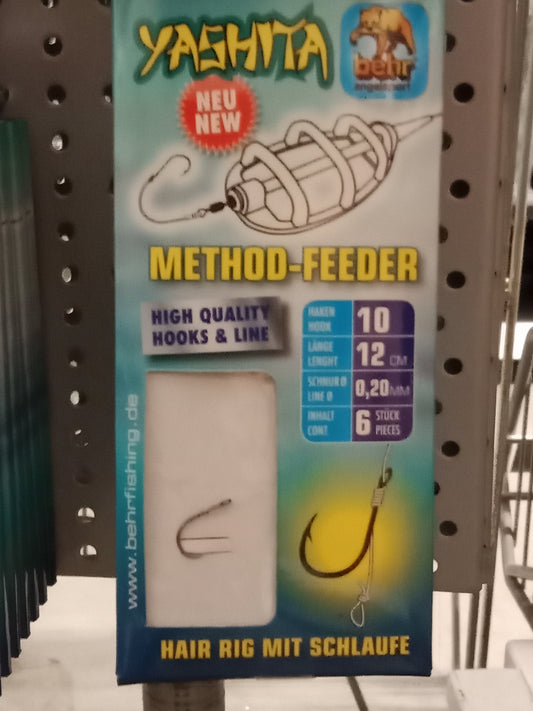 YASHITA
behr
angelsport
NEU
NEW
METHOD-FEEDER
HIGH QUALITY
HOOKS & LINE
HAKEN
HOOK
10
LÄNGE
LENGHT
12 CM
SCHNUR Ø
LINE Ø
0,20 MM
INHALT
CONT.
6 STÜCK
PIECES
www.behrfishing.de
HAIR RIG MIT SCHLAUFE